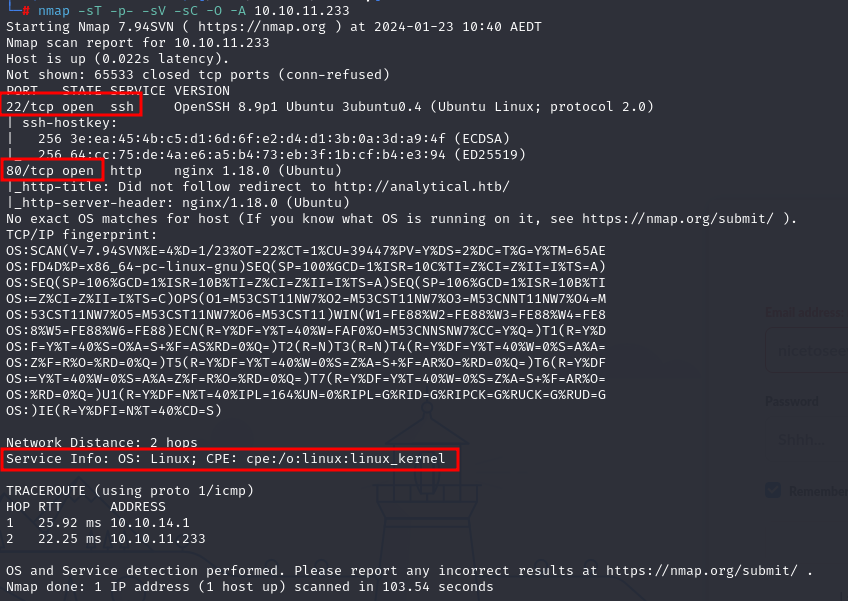 └─# nmap -sT -p- -sV -sC -O -A 10.10.11.233
Starting Nmap 7.94SVN ( https://nmap.org ) at 2024-01-23 10:40 AEDT
Nmap scan report for 10.10.11.233
Host is up (0.022s latency).
Not shown: 65533 closed tcp ports (conn-refused)
PORT   STATE SERVICE VERSION
22/tcp open  ssh     OpenSSH 8.9p1 Ubuntu 3ubuntu0.4 (Ubuntu Linux; protocol 2.0)
| ssh-hostkey:
|   256 3e:ea:45:4b:c5:d1:6d:6f:e2:d4:d1:3b:0a:3d:a9:4f (ECDSA)
|_  256 64:cc:75:de:4a:e6:a5:b4:73:eb:3f:1b:cf:b4:e3:94 (ED25519)
80/tcp open  http    nginx 1.18.0 (Ubuntu)
|_http-title: Did not follow redirect to http://analytical.htb/
|_http-server-header: nginx/1.18.0 (Ubuntu)
No exact OS matches for host (If you know what OS is running on it, see https://nmap.org/submit/ ).
TCP/IP fingerprint:
OS:SCAN(V=7.94SVN%E=4%D=1/23%OT=22%CT=1%CU=39447%PV=Y%DS=2%DC=T%G=Y%TM=65AE
OS:FD4D%P=x86_64-pc-linux-gnu)SEQ(SP=100%GCD=1%ISR=10C%TI=Z%CI=Z%II=I%TS=A)
OS:SEQ(SP=106%GCD=1%ISR=10B%TI=Z%CI=Z%II=I%TS=A)SEQ(SP=106%GCD=1%ISR=10B%TI
OS:=Z%CI=Z%II=I%TS=C)OPS(O1=M53CST11NW7%O2=M53CST11NW7%O3=M53CNNT11NW7%O4=M
OS:53CST11NW7%O5=M53CST11NW7%O6=M53CST11)WIN(W1=FE88%W2=FE88%W3=FE88%W4=FE8
OS:8%W5=FE88%W6=FE88)ECN(R=Y%DF=Y%T=40%W=FAF0%O=M53CNNSNW7%CC=Y%Q=)T1(R=Y%D
OS:F=Y%T=40%S=O%A=S+%F=AS%RD=0%Q=)T2(R=N)T3(R=N)T4(R=Y%DF=Y%T=40%W=0%S=A%A=
OS:Z%F=R%O=%RD=0%Q=)T5(R=Y%DF=Y%T=40%W=0%S=Z%A=S+%F=AR%O=%RD=0%Q=)T6(R=Y%DF
OS:=Y%T=40%W=0%S=A%A=Z%F=R%O=%RD=0%Q=)T7(R=Y%DF=Y%T=40%W=0%S=Z%A=S+%F=AR%O=
OS:%RD=0%Q=)U1(R=Y%DF=N%T=40%IPL=164%UN=0%RIPL=G%RID=G%RIPCK=G%RUCK=G%RUD=G
OS:)IE(R=Y%DFI=N%T=40%CD=S)
Network Distance: 2 hops
Service Info: OS: Linux; CPE: cpe:/o:linux:linux_kernel
TRACEROUTE (using proto 1/icmp)
HOP RTT      ADDRESS
1   25.92 ms 10.10.14.1
2   22.25 ms 10.10.11.233
OS and Service detection performed. Please report any incorrect results at https://nmap.org/submit/ .
Nmap done: 1 IP address (1 host up) scanned in 103.54 seconds
Email address
Password
Shhh..
Remember